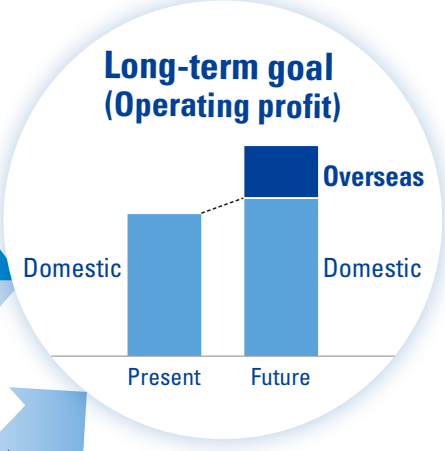 Long-term goal
(Operating profit)
Overseas
Domestic
Domestic
Present
Future